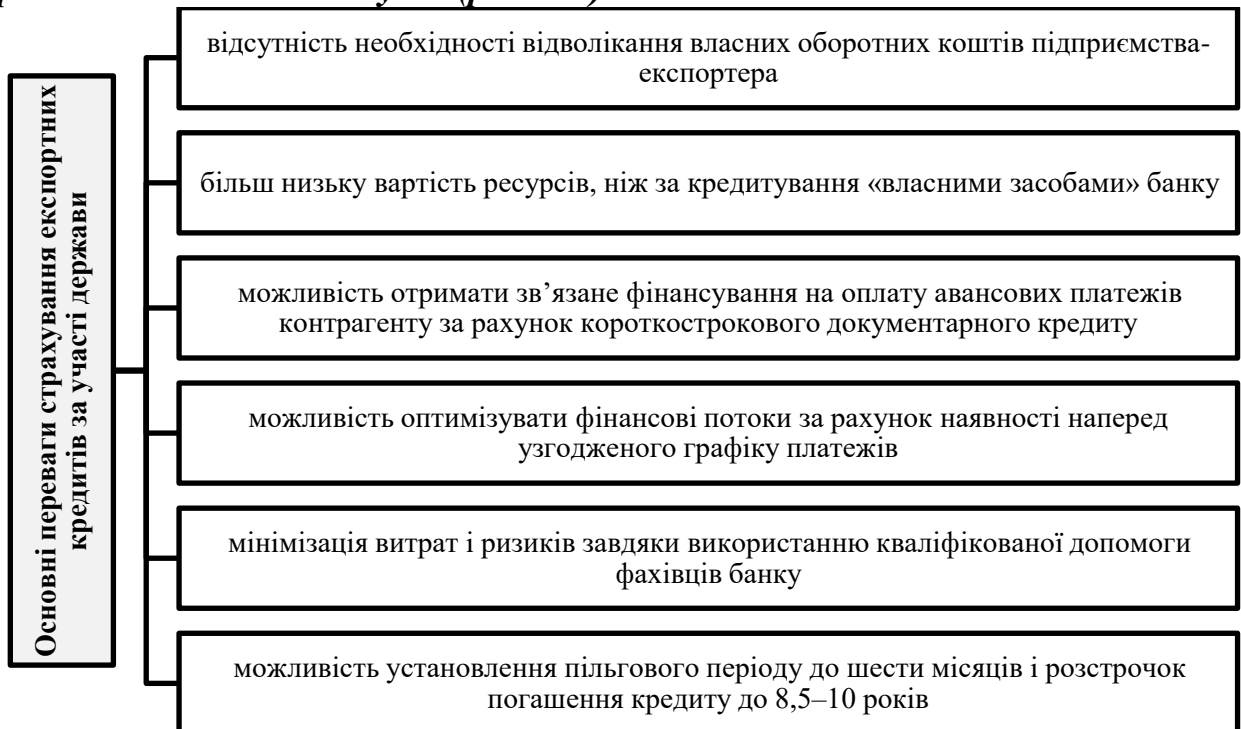 відсутність необхідності відволікання власних оборотних коштів підприємства-
експортера
Основні переваги страхування експортних
кредитів за участі держави
більш низьку вартість ресурсів, ніж за кредитування «власними засобами» банку
можливість отримати зв’язане фінансування на оплату авансових платежів
контрагенту за рахунок короткострокового документарного кредиту
можливість оптимізувати фінансові потоки за рахунок наявності наперед
узгодженого графіку платежів
мінімізація витрат і ризиків завдяки використанню кваліфікованої допомоги
фахівців банку
можливість установлення пільгового періоду до шести місяців і розстрочок
погашення кредиту до 8,5–10 років